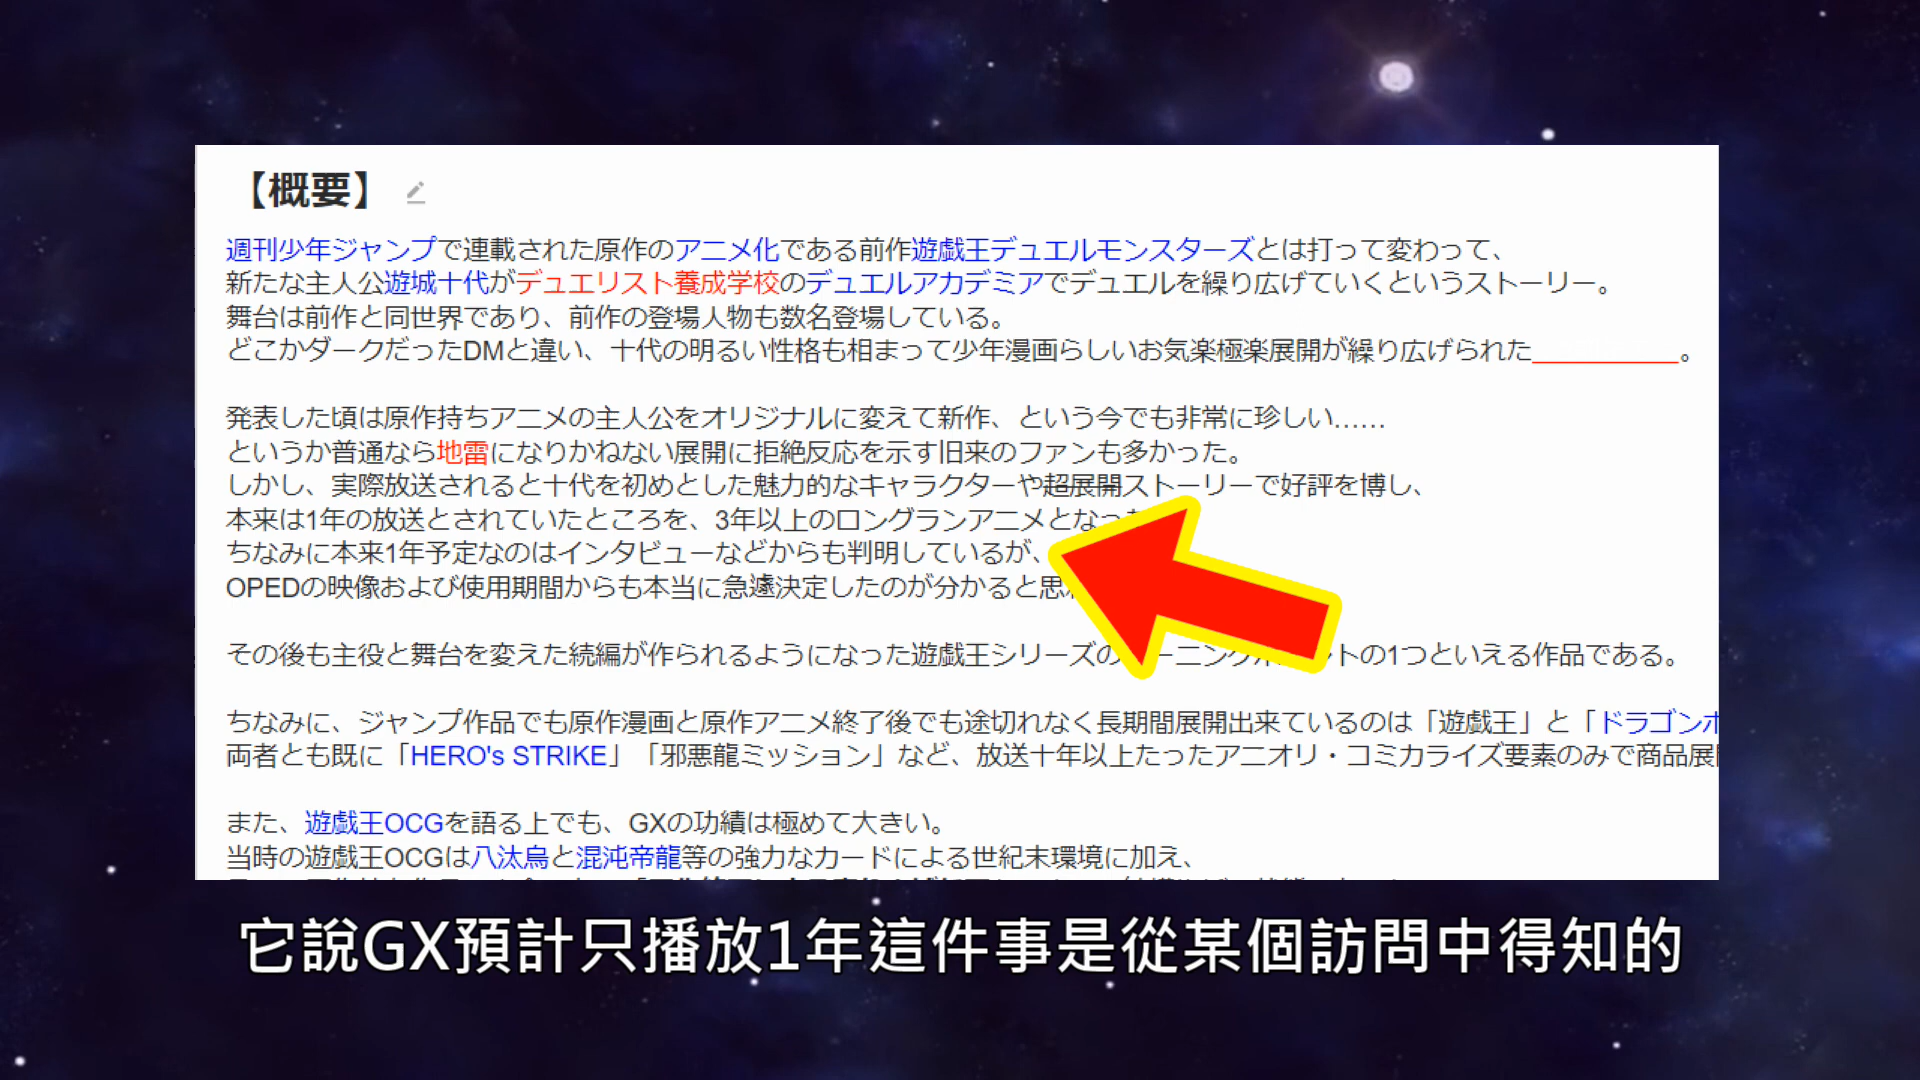 【概要】
週刊少年ジャンプで連載された原作のアニメ化である前作遊戯王デュエルモンスターズとは打って変わって、
新たな主人公遊城十代がデュエリスト養成学校のデュエルアカデミアでデュエルを繰り広げていくというストーリー。
舞台は前作と同世界であり、前作の登場人物も数名登場している。
どこかダークだったDMと違い、十代の明るい性格も相まって少年漫画らしいお気楽極楽展開が繰り広げられた。
発表した頃は原作持ちアニメの主人公をオリジナルに変えて新作、という今でも非常に珍しい……
というか普通なら地雷になりかねない展開に拒絶反応を示す旧来のファンも多かった。
しかし、実際放送されると十代を初めとした魅力的なキャラクターや超展開ストーリーで好評を博し、
本来は1年の放送とされていたところを、3年以上のロングランアニメとなっ
ちなみに本来1年予定なのはインタビューなどからも判明しているが、
OPEDの映像および使用期間からも本当に急遽決定したのが分かると思
その後も主役と舞台を変えた続編が作られるようになった遊戯王シリーズの トの1つといえる作品である。
ちなみに、ジャンプ作品でも原作漫画と原作アニメ終了後でも途切れなく長期間展開出来ているのは「遊戯王」と「ドラゴンボ
両者とも既に「HERO's STRIKE」「邪悪龍ミッション」など、放送十年以上たったアニオリ・コミカライズ要素のみで商品展
また、遊戯王OCGを語る上でも、GXの功績は極めて大きい。
当時の遊戯王OCGは八汰烏と混沌帝龍等の強力なカードによる世紀末環境に加え、
它說GX預計只播放1年這件事是從某個訪問中得知的